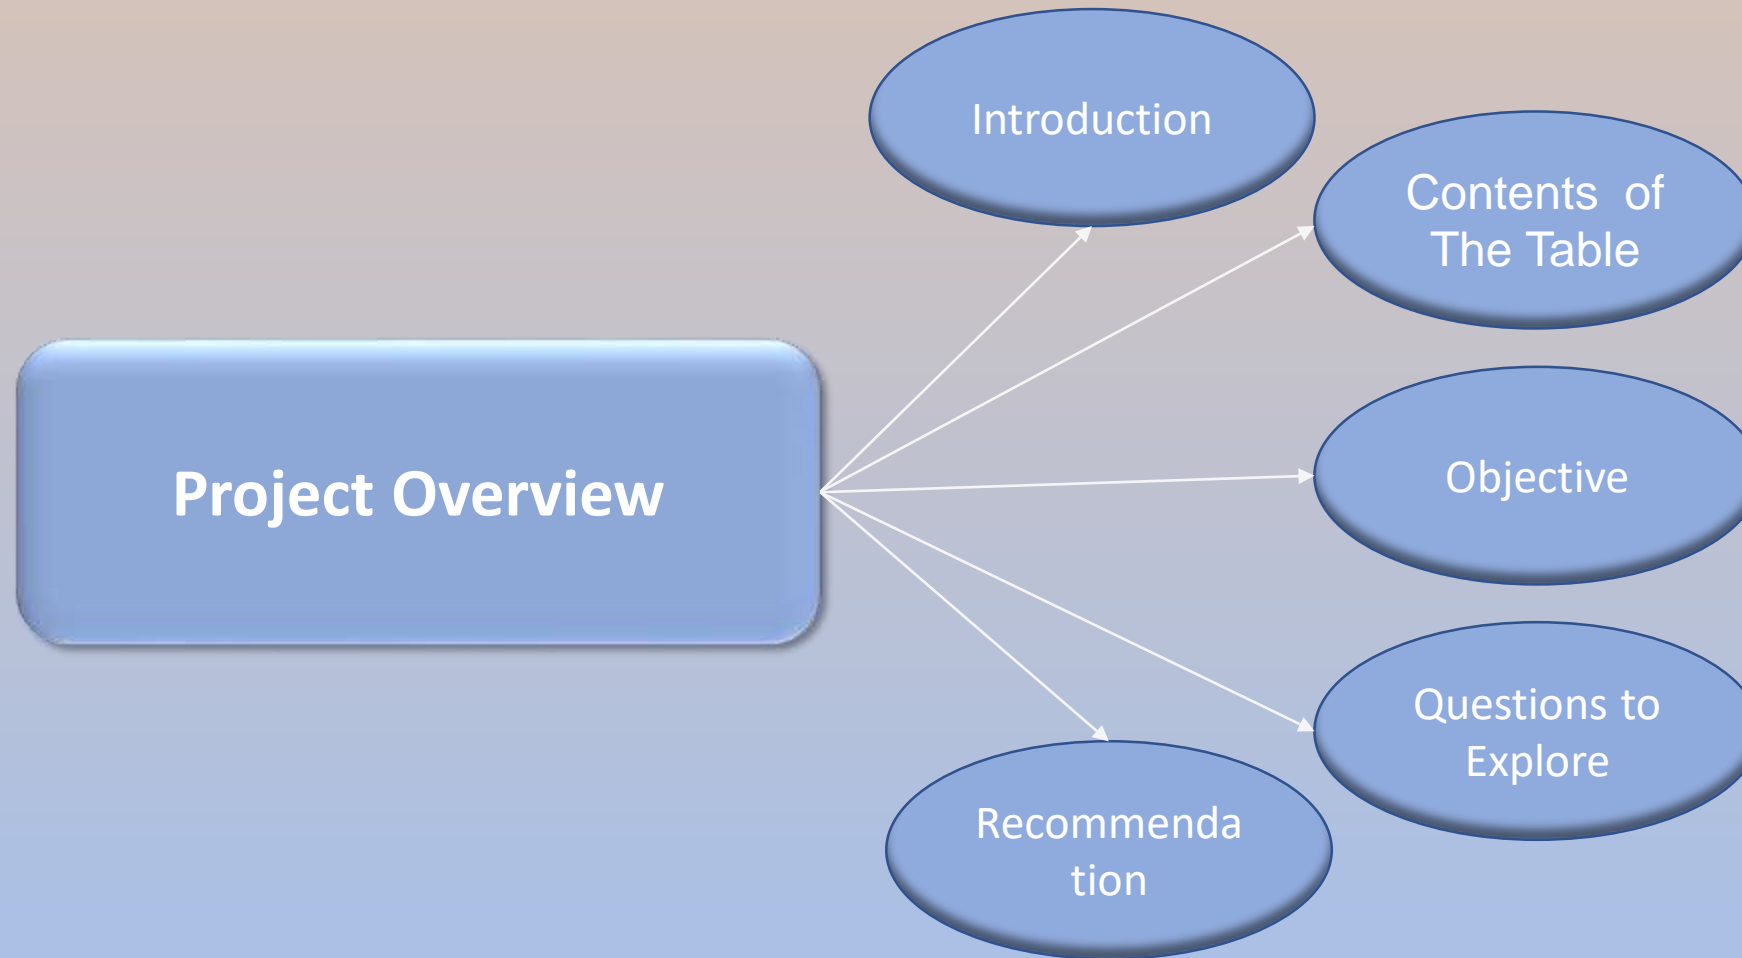 Project Overview
Introduction
Contents  of
The Table
Objective
Questions to
Explore
Recommenda
tion